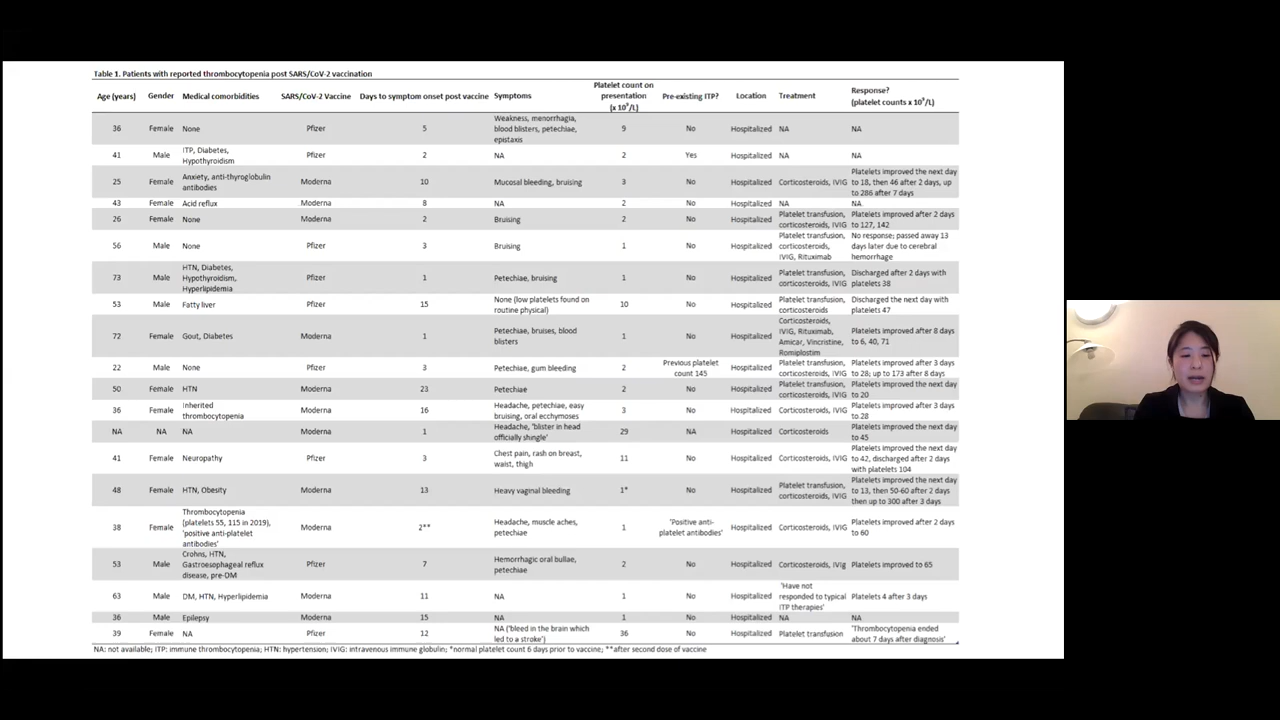 Table 1. Patients with reported thrombocytopenia post SARS/CoV-2 vaccination
Age (years) Gender Medical comorbidities SARS/CoV-2 Vaccine Days to symptom onset post vaccine Symptoms Platelet count on presentation (x 10⁹/L) Pre-existing ITP? Location Treatment Response? (platelet counts x 10⁹/L)
36 Female None Pfizer 5 Weakness, menorrhagia, blood blisters, petechiae, epistaxis 9 No Hospitalized NA NA
41 Male ITP, Diabetes, Hypothyroidism Pfizer 2 NA 2 Yes Hospitalized NA NA
25 Female Anxiety, anti-thyroglobulin antibodies Moderna 10 Mucosal bleeding, bruising 3 No Hospitalized Corticosteroids, IVIG Platelets improved the next day to 18, then 46 after 2 days, up to 286 after 7 days
43 Female Acid reflux Moderna 8 NA 2 No Hospitalized NA NA.
26 Female None Moderna 2 Bruising 2 No Hospitalized Platelet transfusion, corticosteroids, IVIG Platelets improved after 2 days to 127, 142
56 Male None Pfizer 3 Bruising 1 No Hospitalized Platelet transfusion, corticosteroids, IVIG, Rituximab No response; passed away 13 days later due to cerebral hemorrhage
73 Male HTN, Diabetes, Hypothyroidism, Hyperlipidemia Pfizer 1 Petechiae, bruising 1 No Hospitalized Platelet transfusion, corticosteroids, IVIG Discharged after 2 days with platelets 38
53 Male Fatty liver Pfizer 15 None (low platelets found on routine physical) 10 No Hospitalized Platelet transfusion, corticosteroids Discharged the next day with platelets 47
72 Female Gout, Diabetes Moderna 1 Petechiae, bruises, blood blisters 1 No Hospitalized Corticosteroids, IVIG, Rituximab, Amicar, Vincristine, Romiplostim Platelets improved after 8 days to 6, 40, 71
22 Male None Pfizer 3 Petechiae, gum bleeding 2 Previous platelet count 145 Hospitalized Platelet transfusion, corticosteroids, IVIG Platelets improved after 3 days to 28; up to 173 after 8 days
50 Female HTN Moderna 23 Petechiae 2 No Hospitalized Platelet transfusion, corticosteroids, IVIG Platelets improved the next day to 20
36 Female Inherited thrombocytopenia Moderna 16 Headache, petechiae, easy bruising, oral ecchymoses 3 No Hospitalized Corticosteroids, IVIG Platelets improved after 3 days to 28
NA NA NA Moderna 1 Headache, 'blister in head officially shingle' 29 NA Hospitalized Corticosteroids Platelets improved the next day to 45
41 Female Neuropathy Pfizer 3 Chest pain, rash on breast, waist, thigh 11 No Hospitalized Corticosteroids, IVIG Platelets improved the next day to 42, discharged after 2 days with platelets 104
48 Female HTN, Obesity Moderna 13 Heavy vaginal bleeding 1* No Hospitalized Platelet transfusion, corticosteroids, IVIG Platelets improved the next day to 13, then 50-60 after 2 days then up to 300 after 3 days
38 Female Thrombocytopenia (platelets 55, 115 in 2019), 'positive anti-platelet antibodies' Moderna 2** Headache, muscle aches, petechiae 1 'Positive anti-platelet antibodies' Hospitalized Corticosteroids, IVIG Platelets improved after 2 days to 60
53 Male Crohns, HTN, Gastroesophageal reflux disease, pre-DM Pfizer 7 Hemorrhagic oral bullae, petechiae 2 No Hospitalized Corticosteroids, IVIg Platelets improved to 65
63 Male DM, HTN, Hyperlipidemia Moderna 11 NA 1 No Hospitalized 'Have not responded to typical ITP therapies' Platelets 4 after 3 days
36 Male Epilepsy Moderna 15 NA 1 No Hospitalized NA NA
39 Female NA Pfizer 12 NA ('bleed in the brain which led to a stroke') 36 No Hospitalized Platelet transfusion 'Thrombocytopenia ended about 7 days after diagnosis'
NA: not available; ITP: immune thrombocytopenia; HTN: hypertension; IVIG: intravenous immune globulin; *normal platelet count 6 days prior to vaccine; **after second dose of vaccine